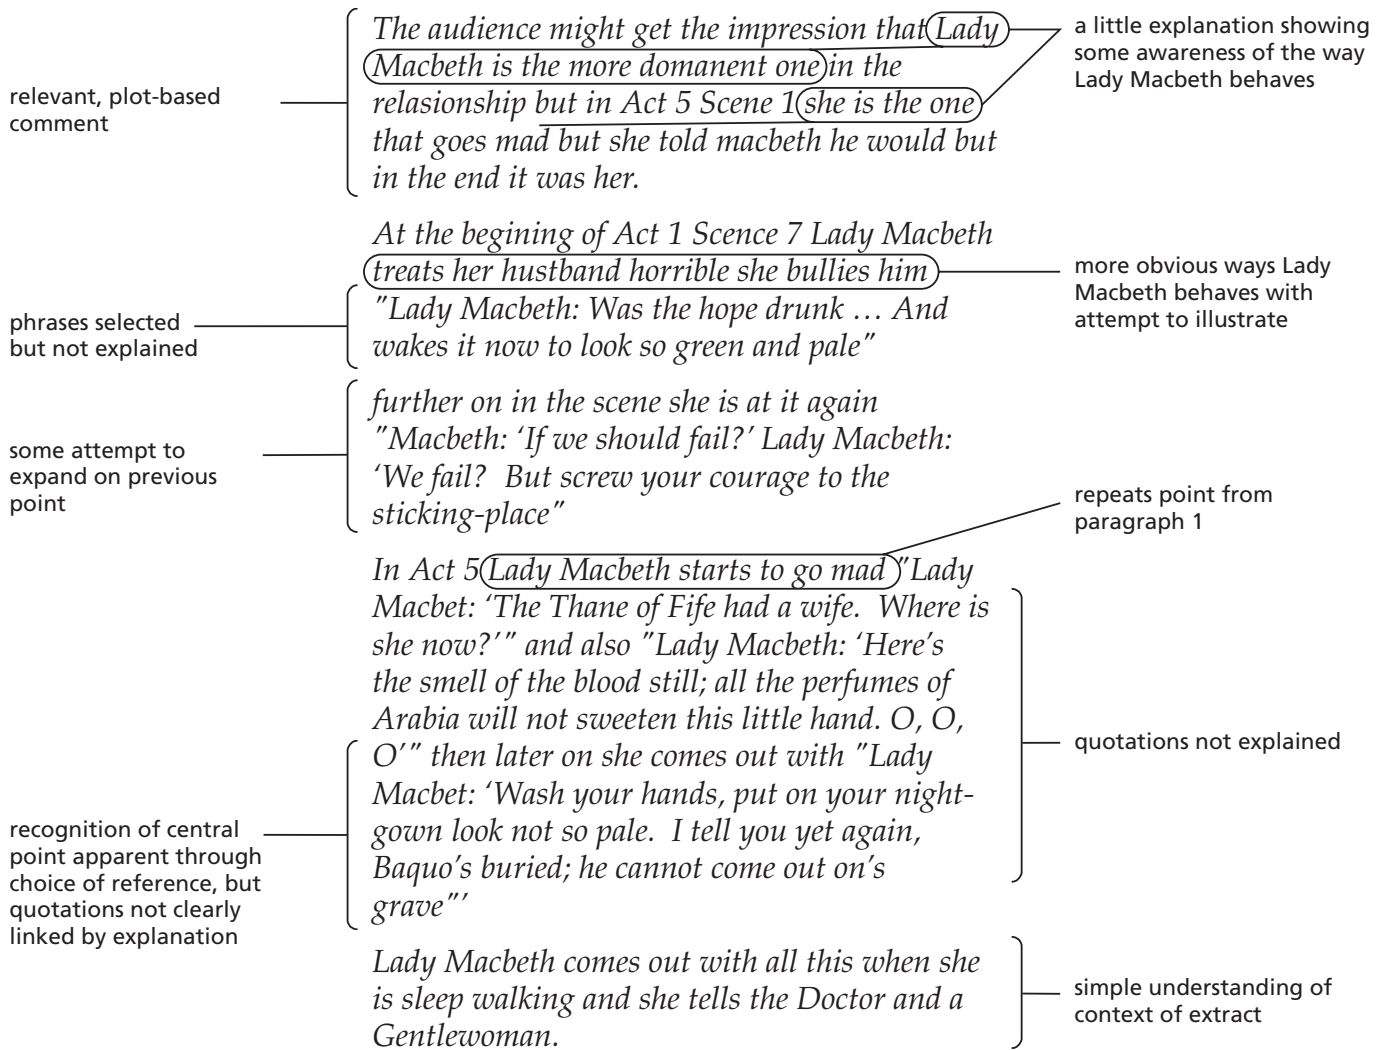 The audience might get the impression that Lady
Macbeth is the more domanent one in the
relasionship but in Act 5 Scene 1 she is the one
that goes mad but she told macbeth he would but
in the end it was her.
a little explanation showing
some awareness of the way
Lady Macbeth behaves
relevant, plot-based
comment
At the begining of Act 1 Scence 7 Lady Macbeth
treats her hustband horrible she bullies him
"Lady Macbeth: Was the hope drunk … And
wakes it now to look so green and pale"
more obvious ways Lady
Macbeth behaves with
attempt to illustrate
phrases selected
but not explained
further on in the scene she is at it again
"Macbeth: ‘If we should fail?’ Lady Macbeth:
‘We fail?  But screw your courage to the
sticking-place"
some attempt to
expand on previous
point
repeats point from
paragraph 1
In Act 5 Lady Macbeth starts to go mad "Lady
Macbet: ‘The Thane of Fife had a wife.  Where is
she now?’" and also "Lady Macbeth: ‘Here’s
the smell of the blood still; all the perfumes of
Arabia will not sweeten this little hand. O, O,
O’" then later on she comes out with "Lady
Macbet: ‘Wash your hands, put on your night-
gown look not so pale.  I tell you yet again,
Baquo’s buried; he cannot come out on’s
grave"’
quotations not explained
recognition of central
point apparent through
choice of reference, but
quotations not clearly
linked by explanation
Lady Macbeth comes out with all this when she
is sleep walking and she tells the Doctor and a
Gentlewoman.
simple understanding of
context of extract